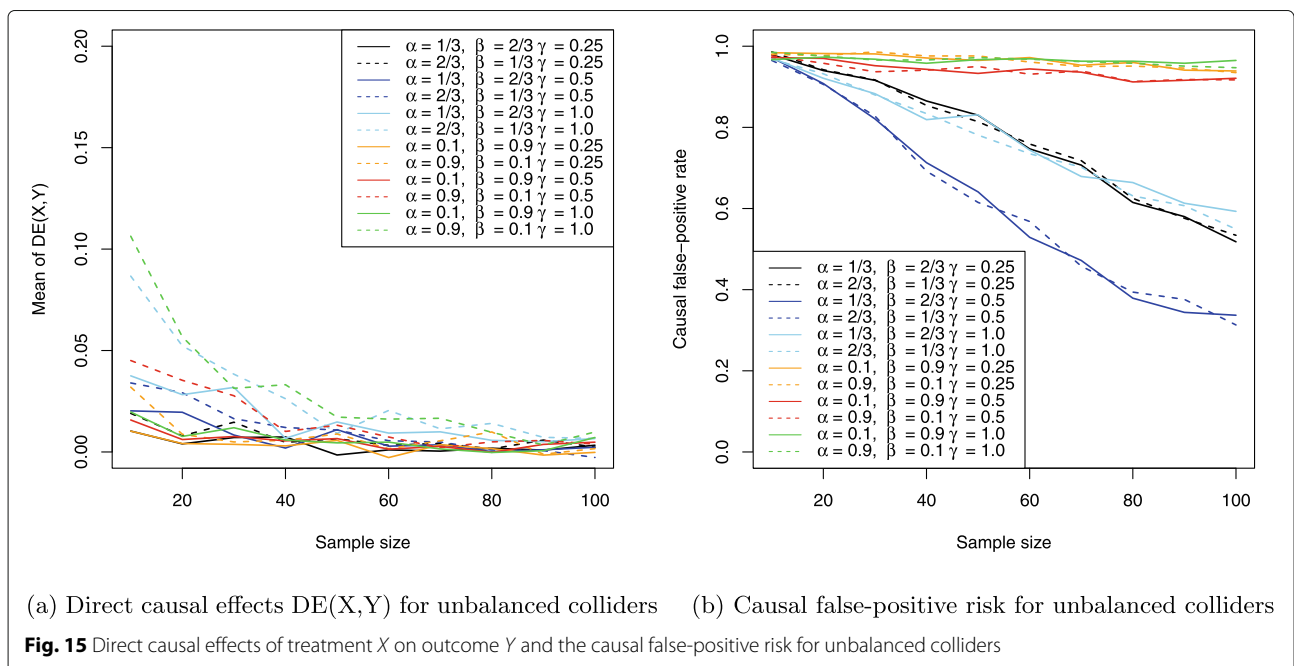 α = 1/3, β = 2/3 γ = 0.25
α = 2/3, β = 1/3 γ = 0.25
α = 1/3, β = 2/3 γ = 0.5
α = 2/3, β = 1/3 γ = 0.5
α = 1/3, β = 2/3 γ = 1.0
α = 2/3, β = 1/3 γ = 1.0
α = 0.1, β = 0.9 γ = 0.25
α = 0.9, β = 0.1 γ = 0.25
α = 0.1, β = 0.9 γ = 0.5
α = 0.9, β = 0.1 γ = 0.5
α = 0.1, β = 0.9 γ = 1.0
α = 0.9, β = 0.1 γ = 1.0
Mean of DE(X,Y)
0.20
0.15
0.10
0.05
0.00
20 40 60 80 100
Sample size
(a) Direct causal effects DE(X,Y) for unbalanced colliders
Causal false−positive rate
1.0
0.8
0.6
0.4
0.2
0.0
α = 1/3, β = 2/3 γ = 0.25
α = 2/3, β = 1/3 γ = 0.25
α = 1/3, β = 2/3 γ = 0.5
α = 2/3, β = 1/3 γ = 0.5
α = 1/3, β = 2/3 γ = 1.0
α = 2/3, β = 1/3 γ = 1.0
α = 0.1, β = 0.9 γ = 0.25
α = 0.9, β = 0.1 γ = 0.25
α = 0.1, β = 0.9 γ = 0.5
α = 0.9, β = 0.1 γ = 0.5
α = 0.1, β = 0.9 γ = 1.0
α = 0.9, β = 0.1 γ = 1.0
20 40 60 80 100
Sample size
(b) Causal false-positive risk for unbalanced colliders
Fig. 15 Direct causal effects of treatment X on outcome Y and the causal false-positive risk for unbalanced colliders